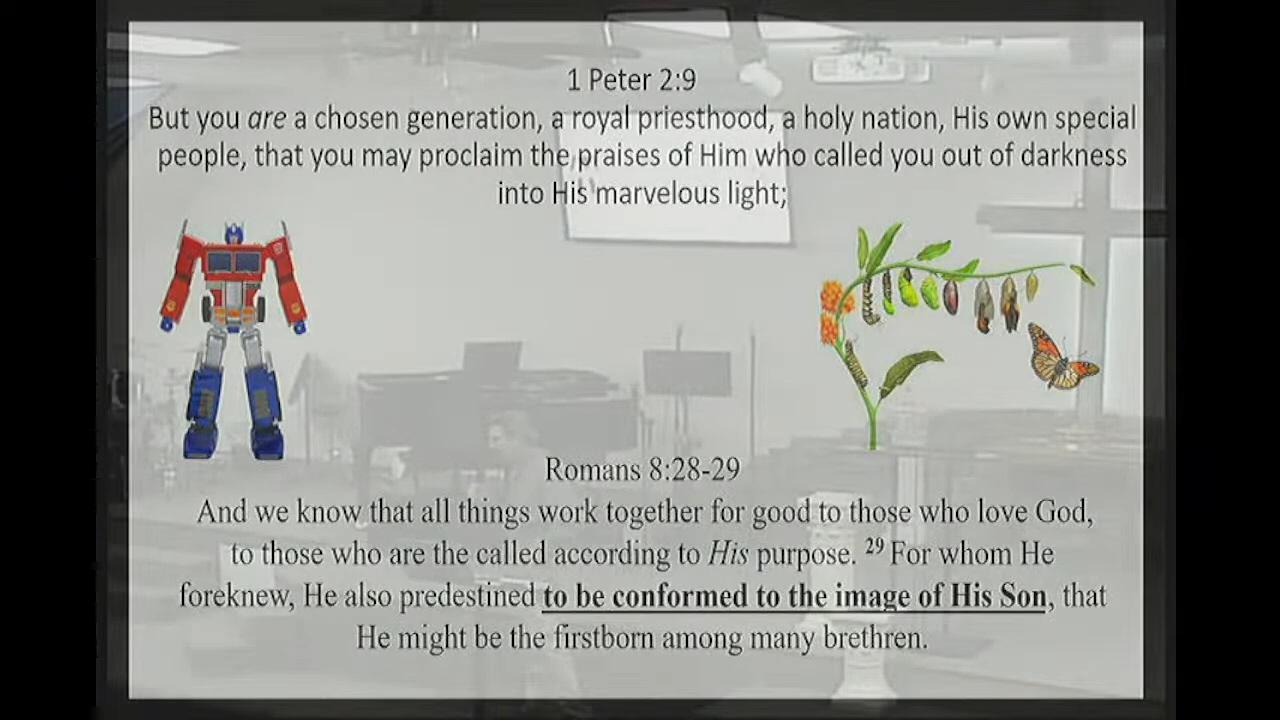 1 Peter 2:9
But you are a chosen generation, a royal priesthood, a holy nation, His own special
people, that you may proclaim the praises of Him who called you out of darkness
into His marvelous light;
Romans 8:28-29
And we know that all things work together for good to those who love God,
to those who are the called according to His purpose. 29 For whom He
foreknew, He also predestined to be conformed to the image of His Son, that
He might be the firstborn among many brethren.